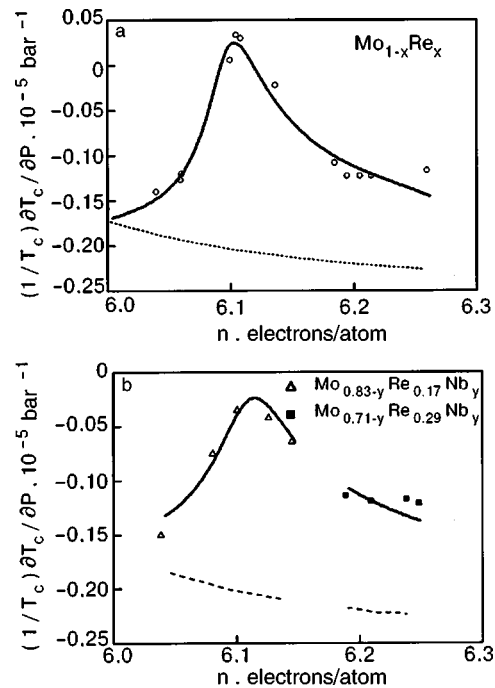 a
Mo1-xRex
0.05
0
−0.05
−0.10
−0.15
−0.20
0.25
(1/Tc)∂Tc/∂P . 10−5 bar−1
6.0
6.1
6.2
6.3
n . electrons/atom
b
Mo0.83-yRe0.17Nby
Mo0.71-yRe0.29Nby
0
−0.05
−0.10
−0.15
−0.20
0.25
(1/Tc)∂Tc/∂P . 10−5 bar−1
6.0
6.1
6.2
6.3
n . electrons/atom